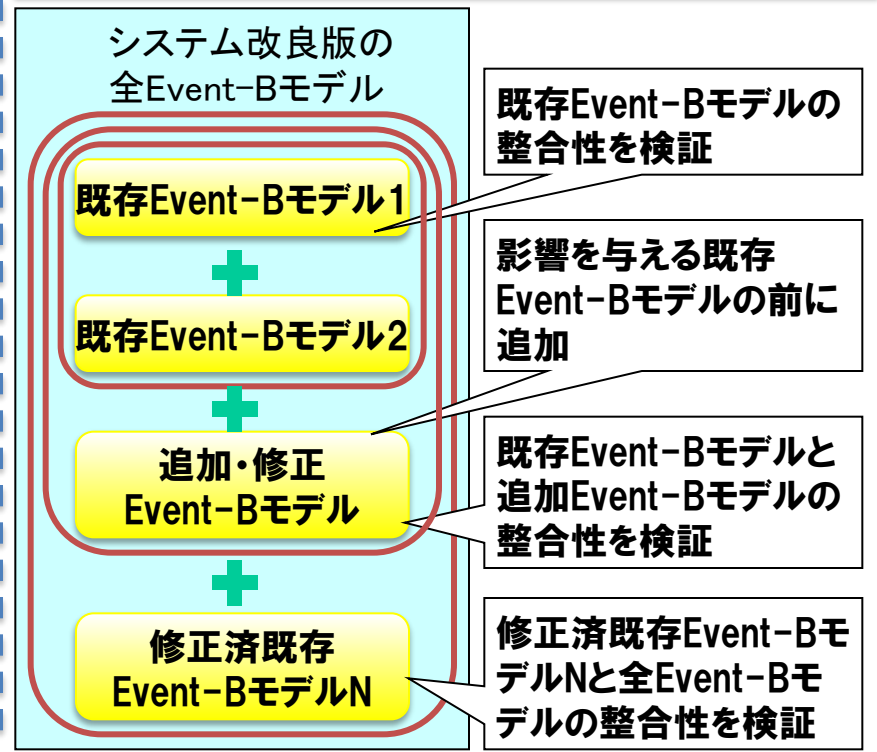 システム改良版の
全Event-Bモデル
既存Event-Bモデル1
既存Event-Bモデル2
追加・修正
Event-Bモデル
修正済既存
Event-BモデルN
既存Event-Bモデルの
整合性を検証
影響を与える既存
Event-Bモデルの前に
追加
既存Event-Bモデルと
追加Event-Bモデルの
整合性を検証
修正済既存Event-Bモ
デルNと全Event-Bモ
デルの整合性を検証